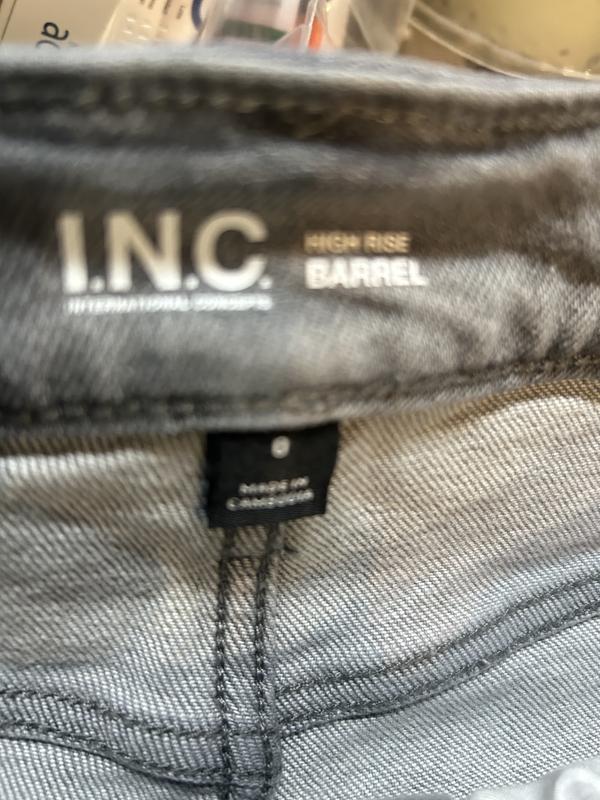 I.N.C.
INTERNATIONAL CONCEPTS
HIGH RISE
BARREL
MADE IN
CAMBODIA